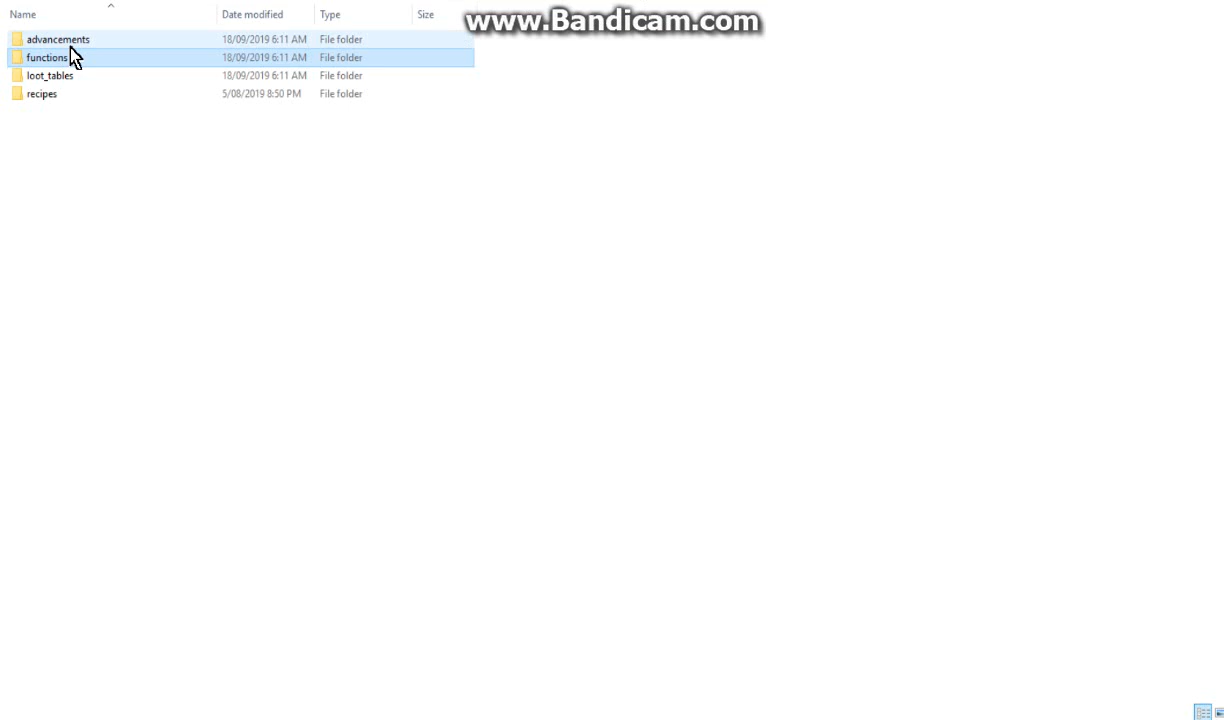 www.Bandicam.com
Name Date modified Type Size
advancements 18/09/2019 6:11 AM File folder
functions 18/09/2019 6:11 AM File folder
loot_tables 18/09/2019 6:11 AM File folder
recipes 5/08/2019 8:50 PM File folder